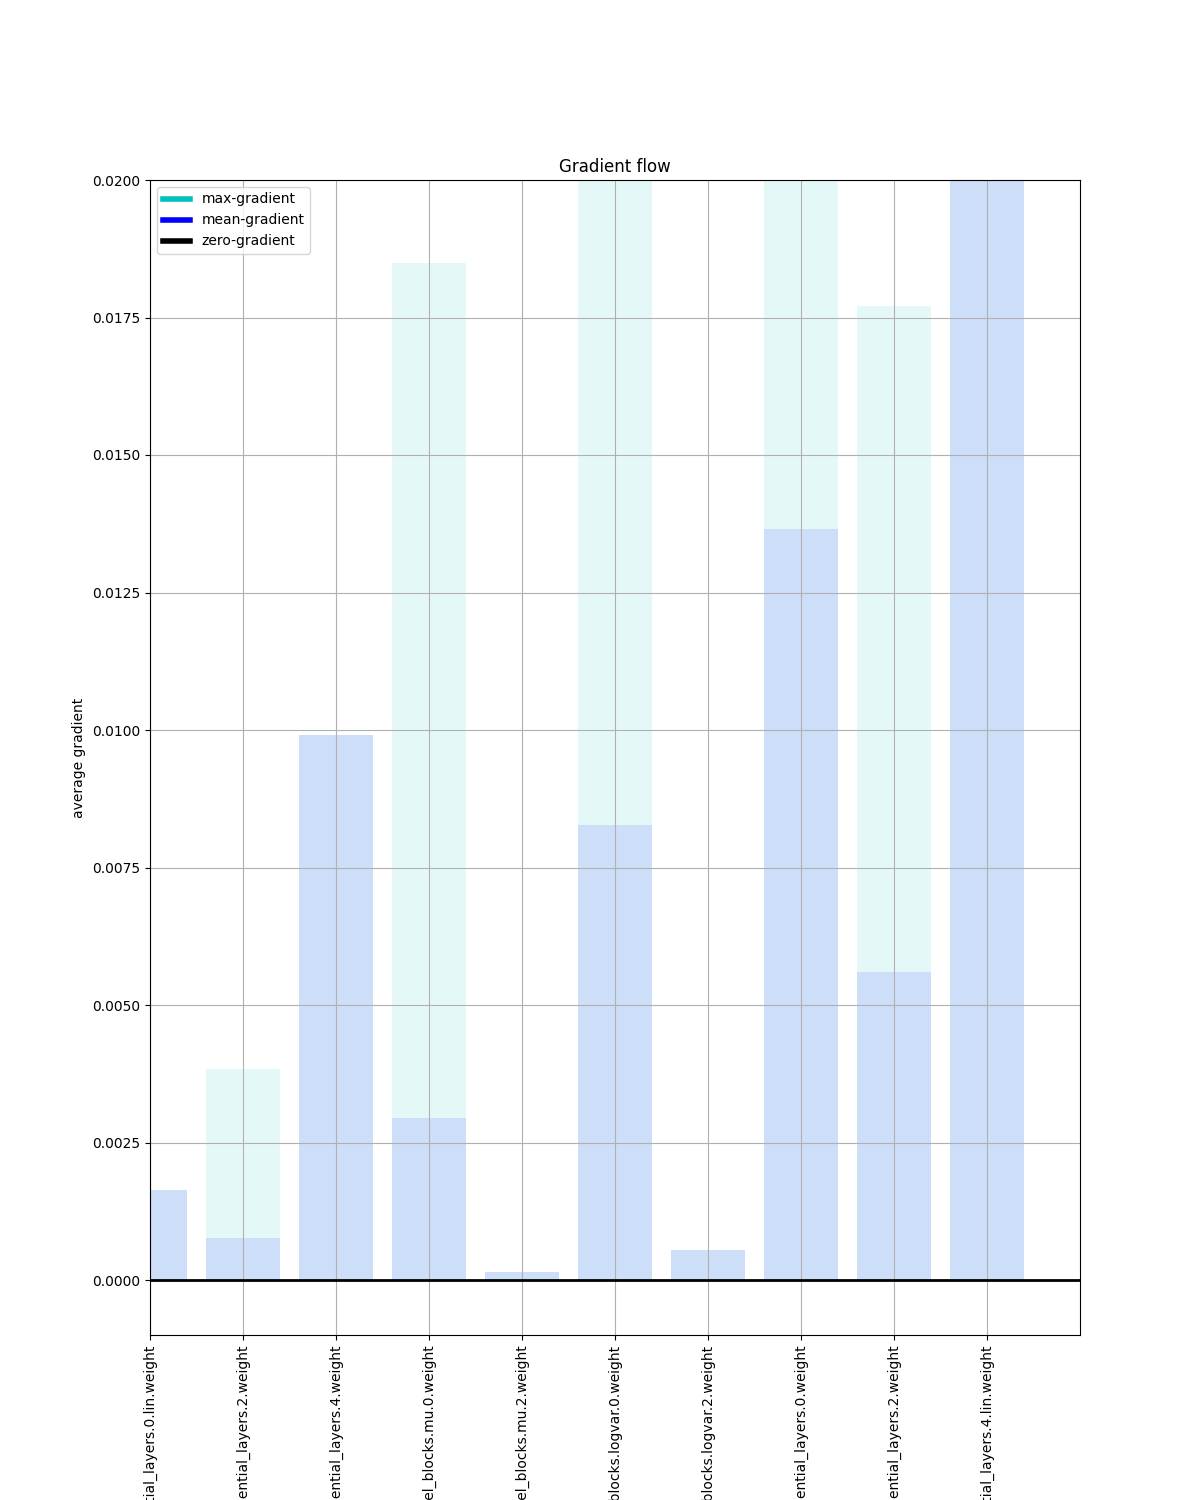 Gradient flow
max-gradient
mean-gradient
zero-gradient
0.0200
0.0175
0.0150
0.0125
0.0100
0.0075
0.0050
0.0025
0.0000
average gradient
tial_layers.0.lin.weight
ential_layers.2.weight
ential_layers.4.weight
el_blocks.mu.0.weight
el_blocks.mu.2.weight
blocks.logvar.0.weight
blocks.logvar.2.weight
ential_layers.0.weight
ential_layers.2.weight
tial_layers.4.lin.weight